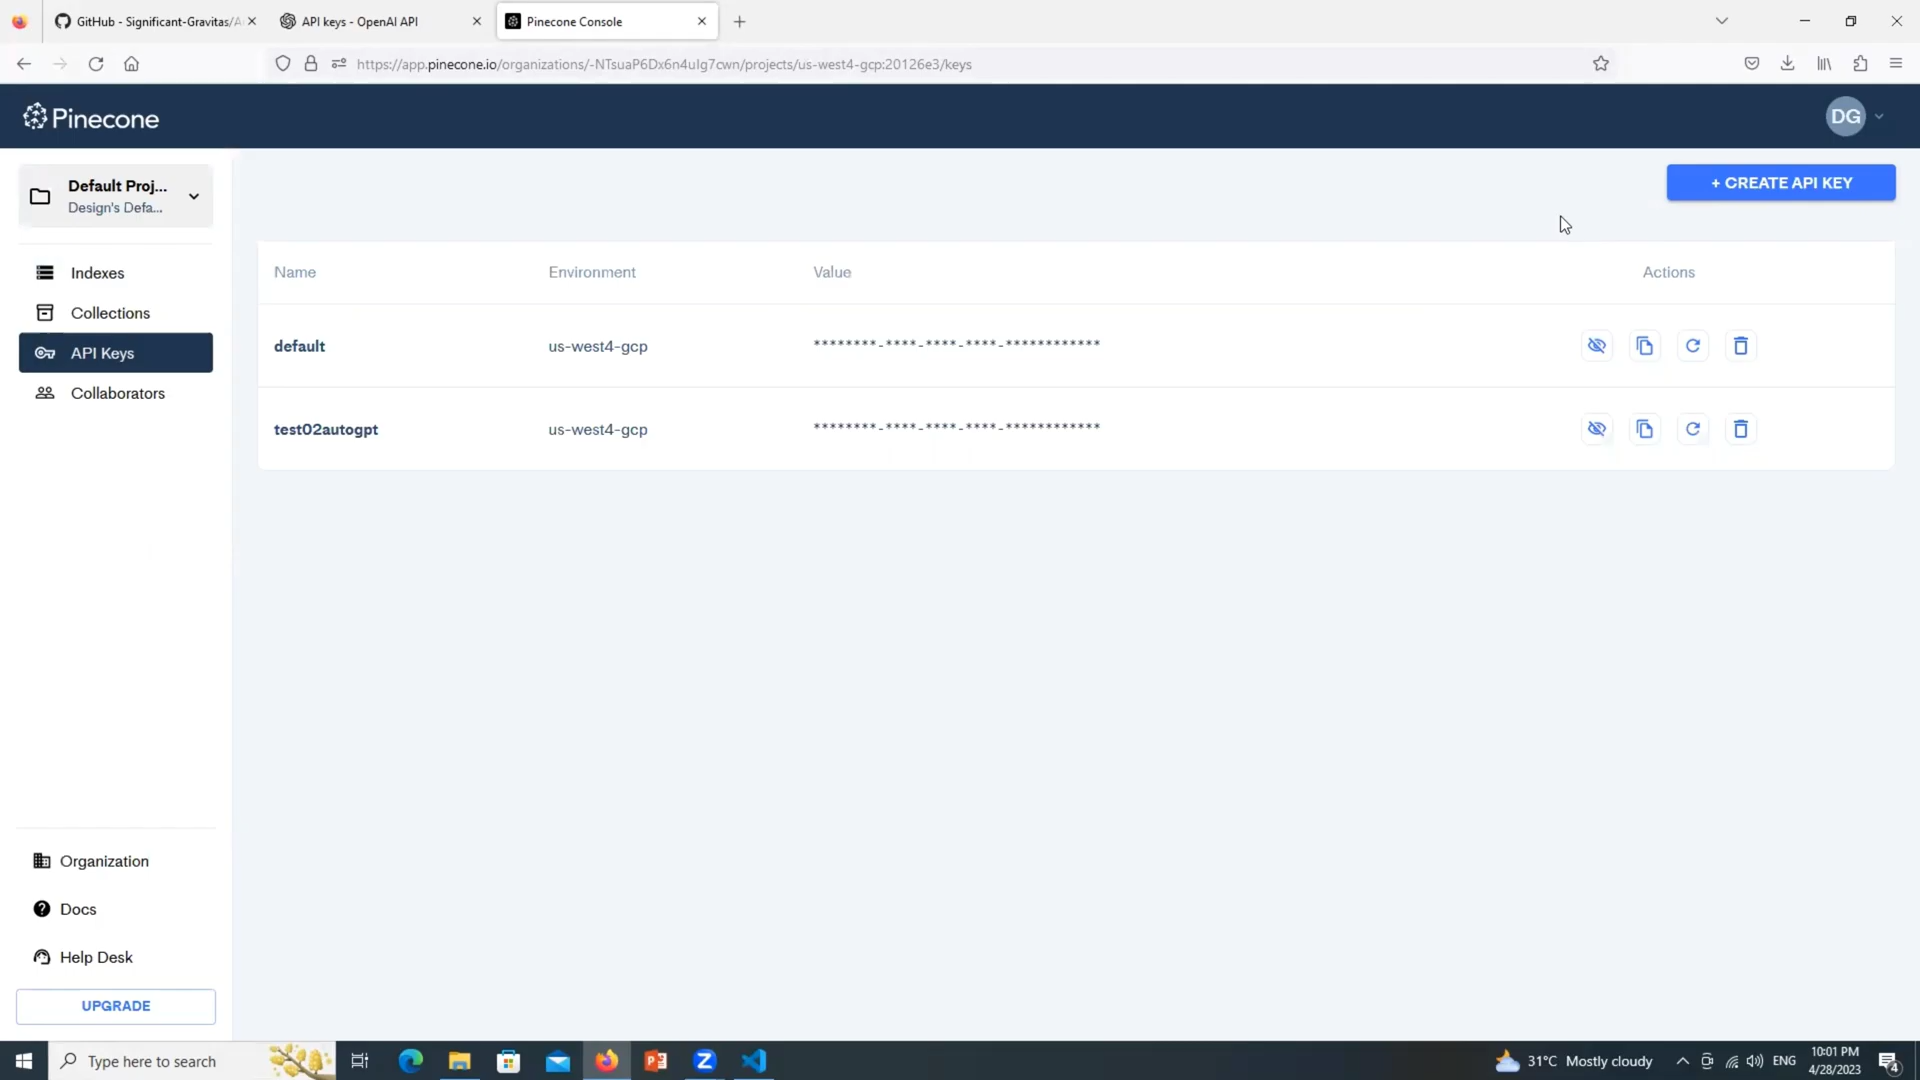 GitHub - Significant-Gravitas/A
API keys - OpenAI API
Pinecone Console
https://app.pinecone.io/organizations/-NTsuaP6Dx6n4uIg7cwn/projects/us-west4-gcp:20126e3/keys
Pinecone
DG
Default Proj...
Design's Defa...
+ CREATE API KEY
Indexes
Collections
API Keys
Collaborators
Name Environment Value Actions
default us-west4-gcp ********-****-****-****-************
test02autogpt us-west4-gcp ********-****-****-****-************
Organization
Docs
Help Desk
UPGRADE
Type here to search
31°C Mostly cloudy
ENG
10:01 PM
4/28/2023
4